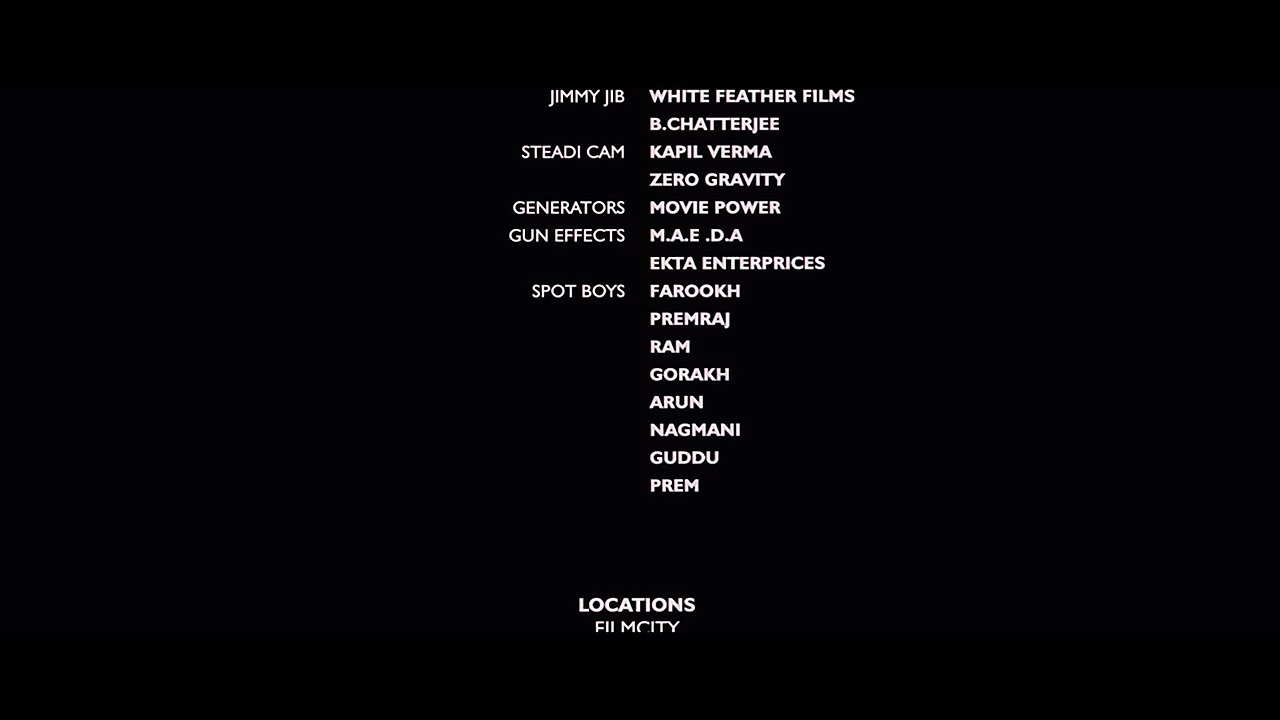 JIMMY JIB WHITE FEATHER FILMS
B.CHATTERJEE
STEADI CAM KAPIL VERMA
ZERO GRAVITY
GENERATORS MOVIE POWER
GUN EFFECTS M.A.E .D.A
EKTA ENTERPRICES
SPOT BOYS FAROOKH
PREMRAJ
RAM
GORAKH
ARUN
NAGMANI
GUDDU
PREM
LOCATIONS
FILMCITY